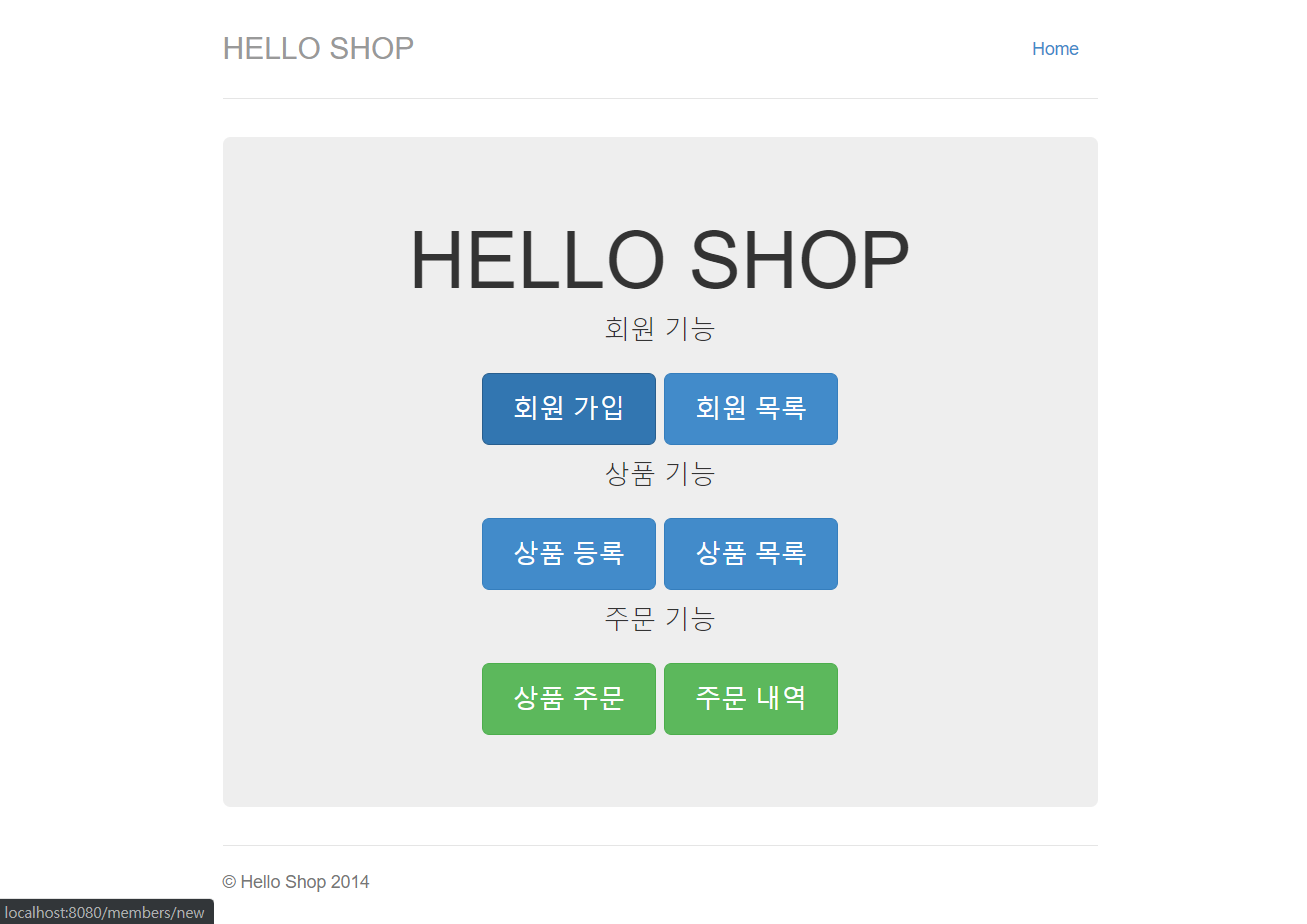 HELLO SHOP Home
HELLO SHOP
회원 기능
회원 가입 회원 목록
상품 기능
상품 등록 상품 목록
주문 기능
상품 주문 주문 내역
© Hello Shop 2014
localhost:8080/members/new